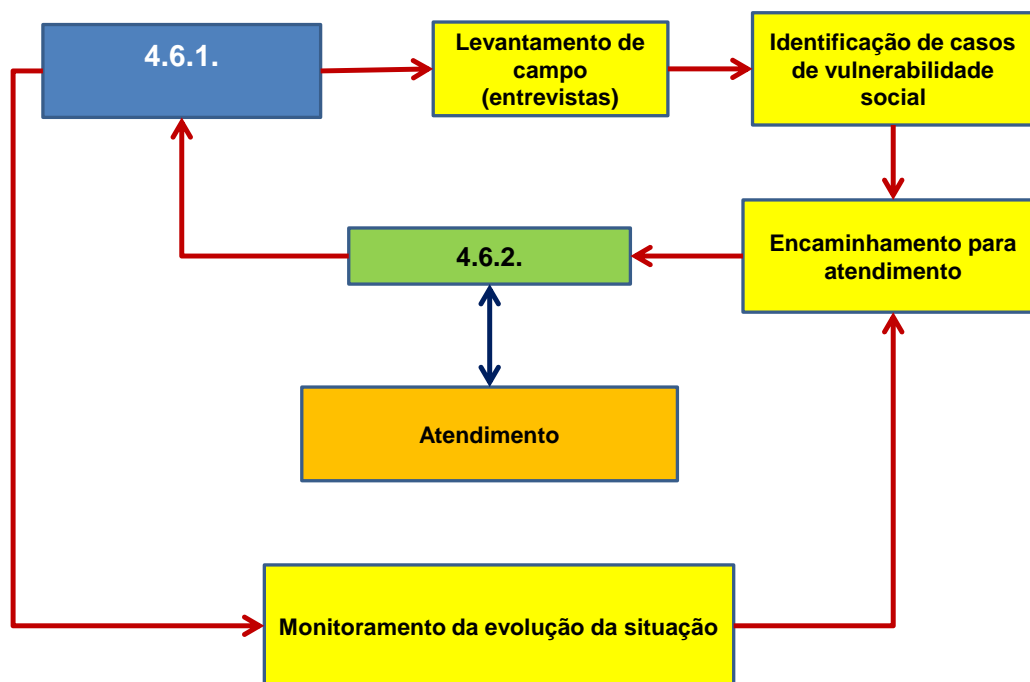 4.6.1.
Levantamento de
campo
(entrevistas)
Identificação de casos
de vulnerabilidade
social
4.6.2.
Encaminhamento para
atendimento
Atendimento
Monitoramento da evolução da situação